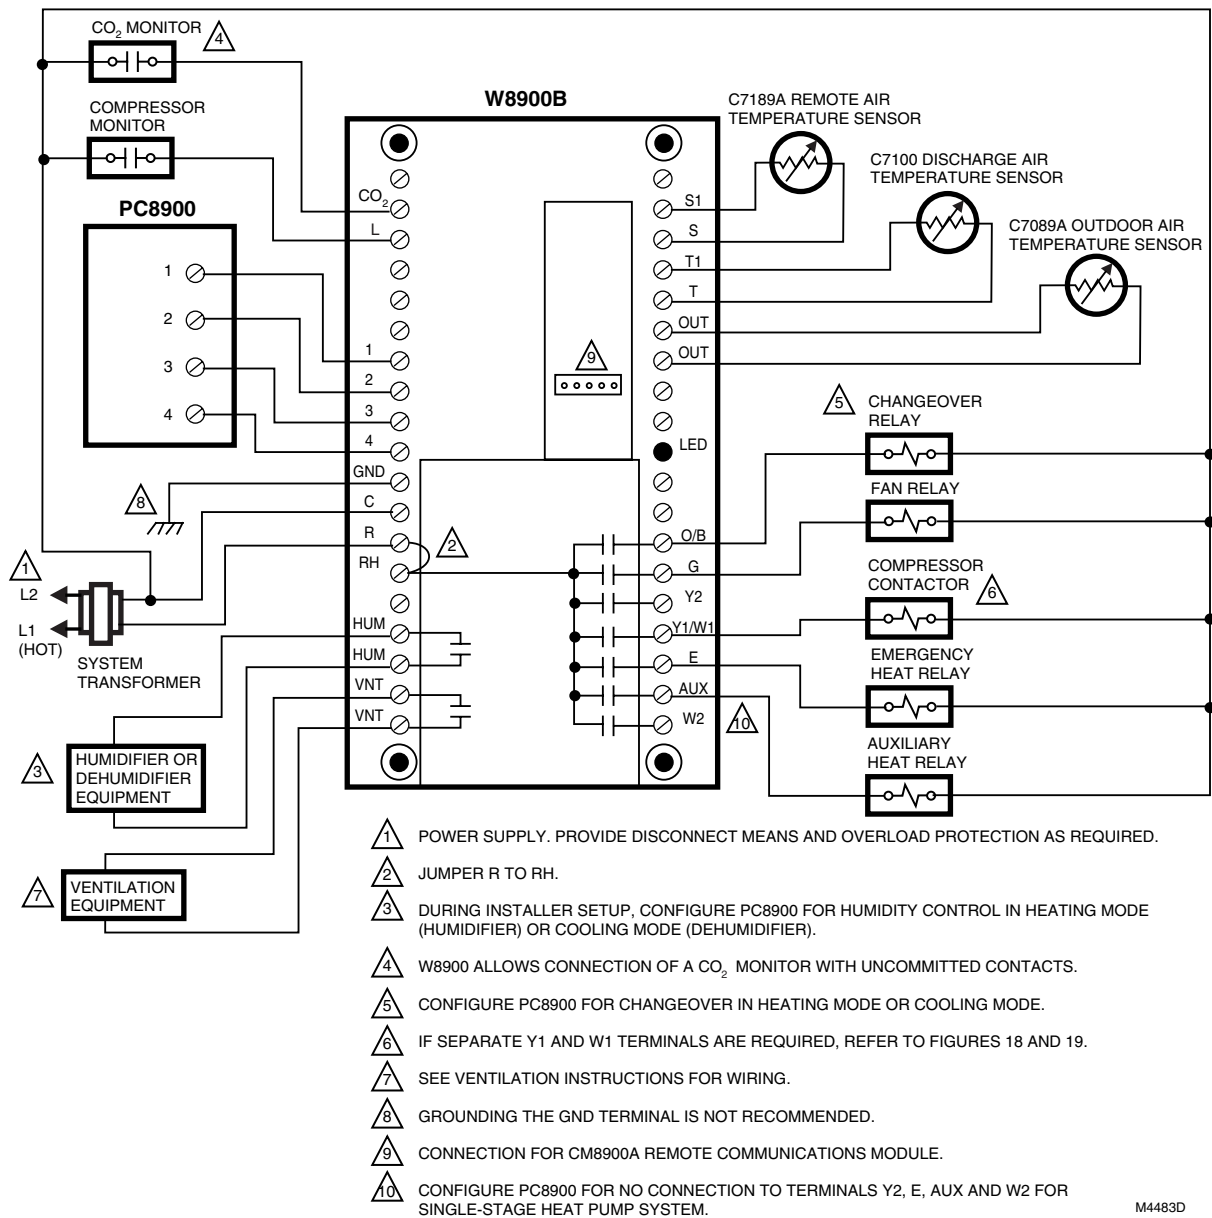 CO2 MONITOR
4
COMPRESSOR
MONITOR
PC8900
1
2
3
4
W8900B
CO2
L
1
2
3
4
GND
C
R
RH
HUM
HUM
VNT
VNT
S1
S
T1
T
OUT
OUT
LED
O/B
G
Y2
Y1/W1
E
AUX
W2
9
2
10
8
1
L2
L1
(HOT)
SYSTEM
TRANSFORMER
3
HUMIDIFIER OR
DEHUMIDIFIER
EQUIPMENT
7
VENTILATION
EQUIPMENT
C7189A REMOTE AIR
TEMPERATURE SENSOR
C7100 DISCHARGE AIR
TEMPERATURE SENSOR
C7089A OUTDOOR AIR
TEMPERATURE SENSOR
5
CHANGEOVER
RELAY
FAN RELAY
COMPRESSOR
CONTACTOR
6
EMERGENCY
HEAT RELAY
AUXILIARY
HEAT RELAY
1 POWER SUPPLY. PROVIDE DISCONNECT MEANS AND OVERLOAD PROTECTION AS REQUIRED.
2 JUMPER R TO RH.
3 DURING INSTALLER SETUP, CONFIGURE PC8900 FOR HUMIDITY CONTROL IN HEATING MODE
(HUMIDIFIER) OR COOLING MODE (DEHUMIDIFIER).
4 W8900 ALLOWS CONNECTION OF A CO2 MONITOR WITH UNCOMMITTED CONTACTS.
5 CONFIGURE PC8900 FOR CHANGEOVER IN HEATING MODE OR COOLING MODE.
6 IF SEPARATE Y1 AND W1 TERMINALS ARE REQUIRED, REFER TO FIGURES 18 AND 19.
7 SEE VENTILATION INSTRUCTIONS FOR WIRING.
8 GROUNDING THE GND TERMINAL IS NOT RECOMMENDED.
9 CONNECTION FOR CM8900A REMOTE COMMUNICATIONS MODULE.
10 CONFIGURE PC8900 FOR NO CONNECTION TO TERMINALS Y2, E, AUX AND W2 FOR
SINGLE-STAGE HEAT PUMP SYSTEM.
M4483D